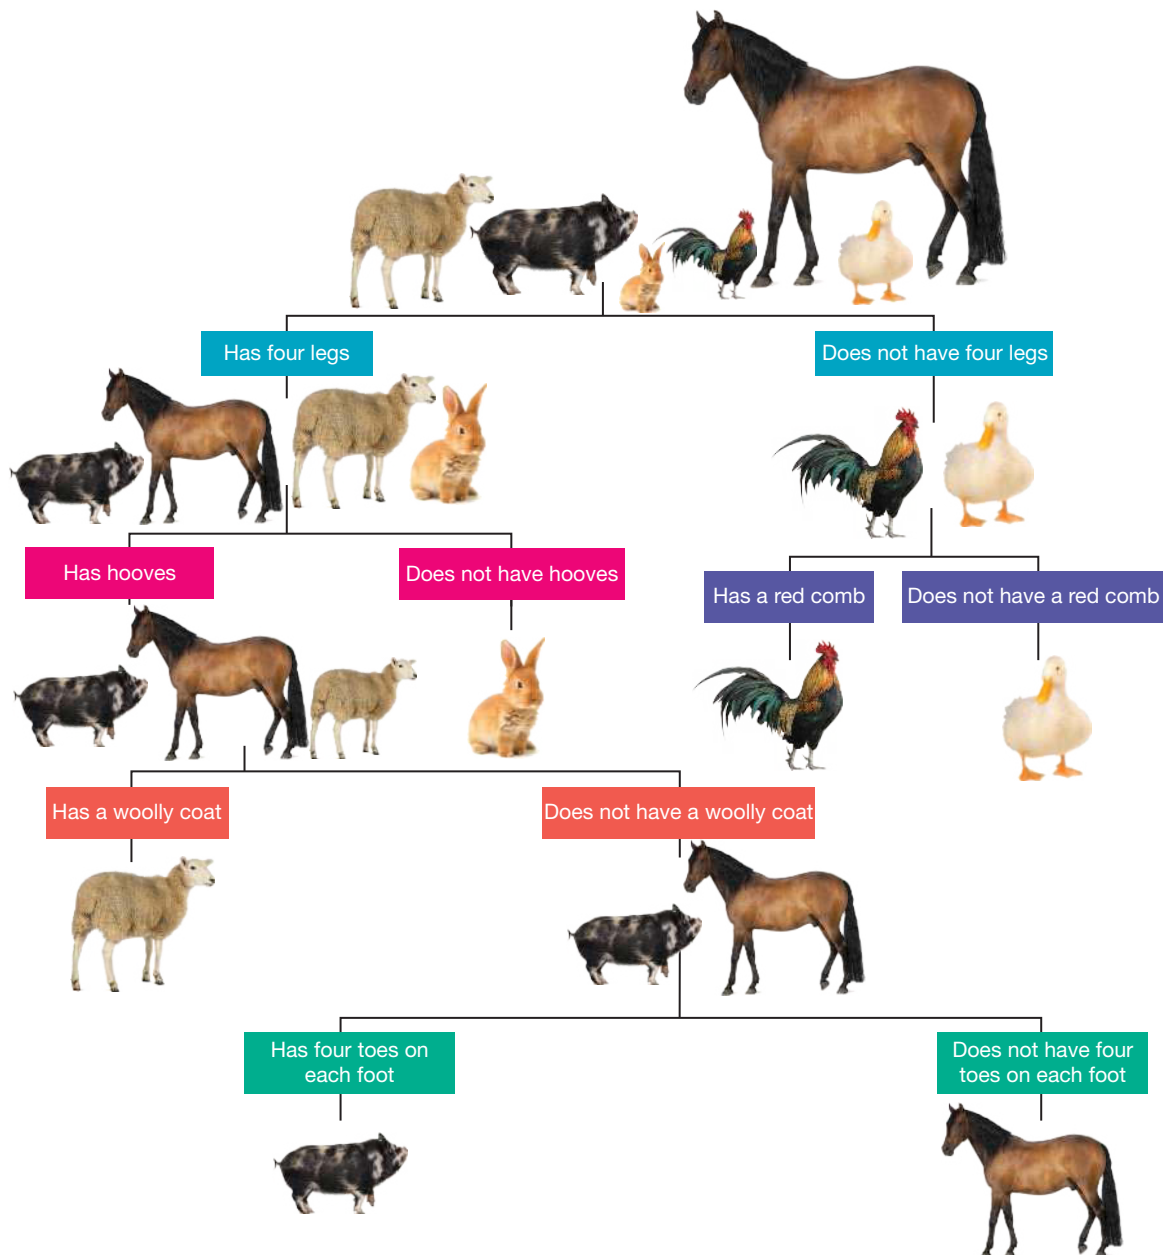 Has four legs
Does not have four legs
Has hooves
Does not have hooves
Has a red comb
Does not have a red comb
Has a woolly coat
Does not have a woolly coat
Has four toes on
each foot
Does not have four
toes on each foot